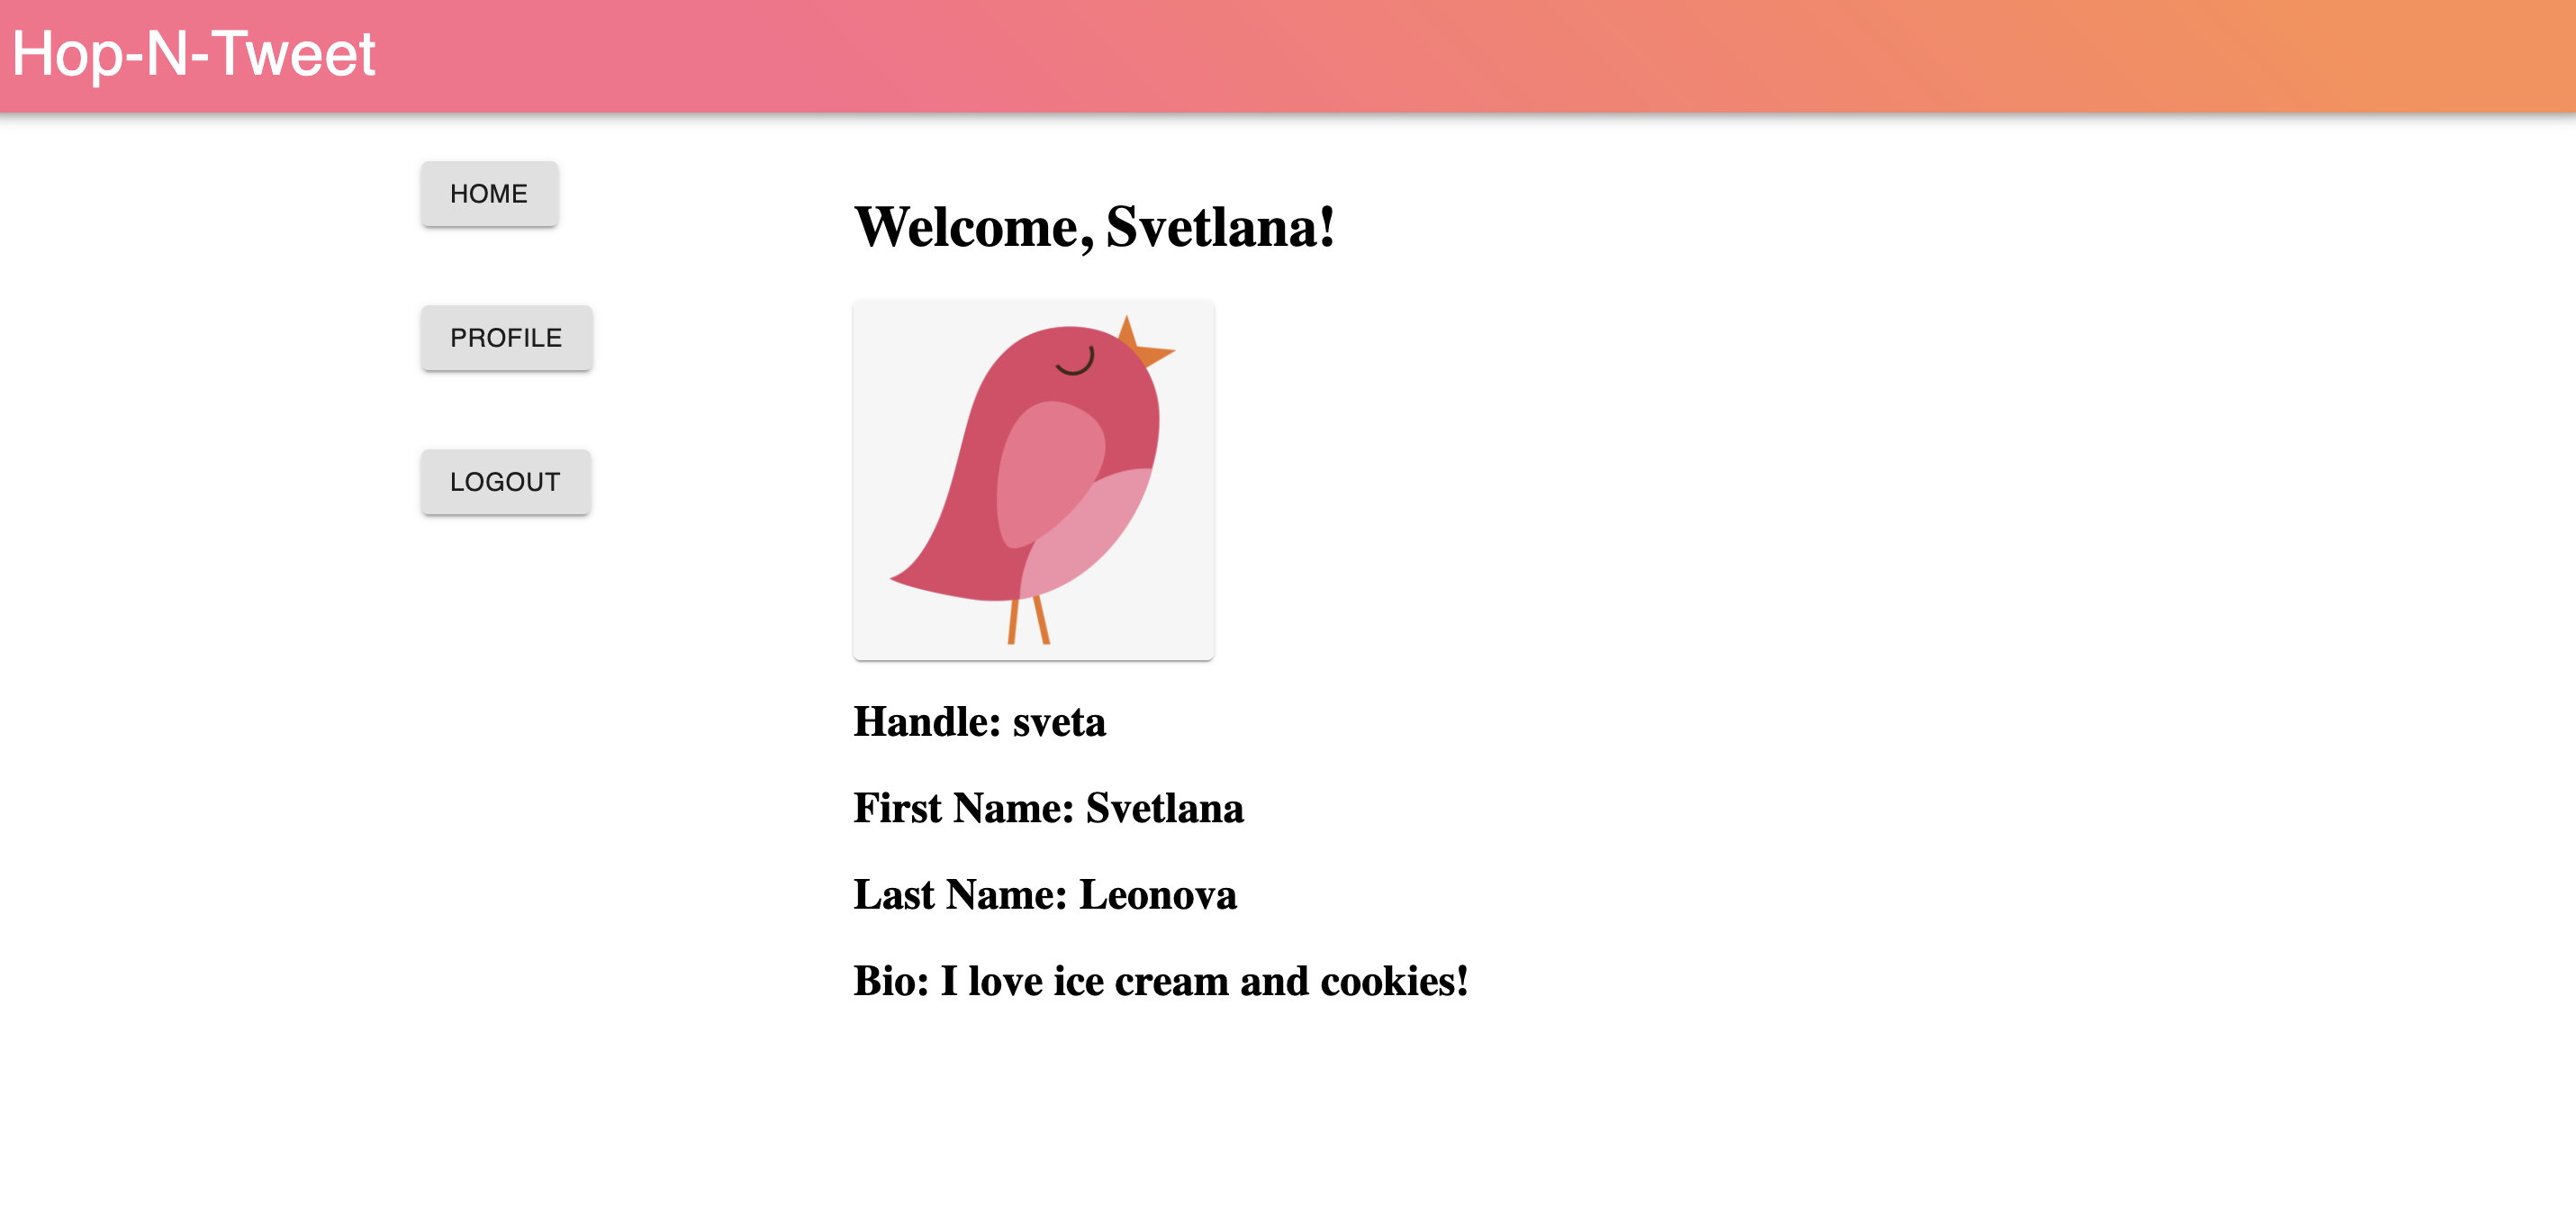 Hop-N-Tweet
HOME
PROFILE
LOGOUT
Welcome, Svetlana!
Handle: sveta
First Name: Svetlana
Last Name: Leonova
Bio: I love ice cream and cookies!